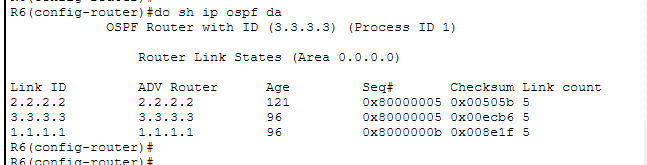 R6(config-router)#do sh ip ospf da
OSPF Router with ID (3.3.3.3) (Process ID 1)
Router Link States (Area 0.0.0.0)
Link ID ADV Router Age Seq# Checksum Link count
2.2.2.2 2.2.2.2 121 0x80000005 0x00505b 5
3.3.3.3 3.3.3.3 96 0x80000005 0x00ecb6 5
1.1.1.1 1.1.1.1 96 0x8000000b 0x008e1f 5
R6(config-router)#
R6(config-router)#